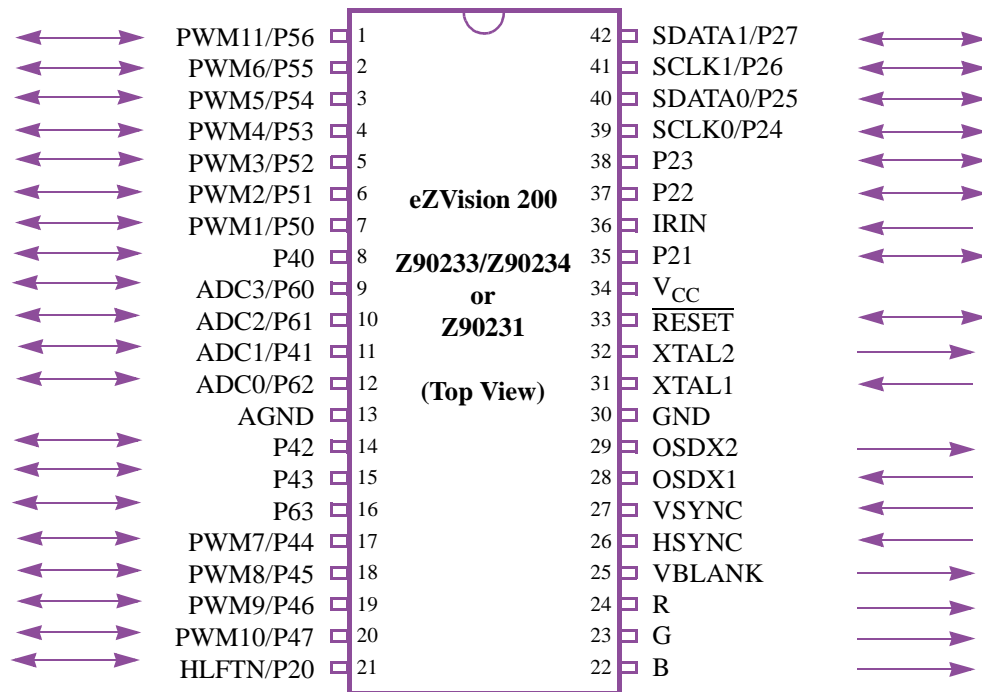 PWM11/P56 1 42 SDATA1/P27
PWM6/P55 2 41 SCLK1/P26
PWM5/P54 3 40 SDATA0/P25
PWM4/P53 4 39 SCLK0/P24
PWM3/P52 5 38 P23
PWM2/P51 6 eZVision 200 37 P22
PWM1/P50 7 36 IRIN
P40 8 Z90233/Z90234 35 P21
ADC3/P60 9 or 34 VCC
ADC2/P61 10 Z90231 33 RESET
ADC1/P41 11 32 XTAL2
ADC0/P62 12 (Top View) 31 XTAL1
AGND 13 30 GND
P42 14 29 OSDX2
P43 15 28 OSDX1
P63 16 27 VSYNC
PWM7/P44 17 26 HSYNC
PWM8/P45 18 25 VBLANK
PWM9/P46 19 24 R
PWM10/P47 20 23 G
HLFTN/P20 21 22 B